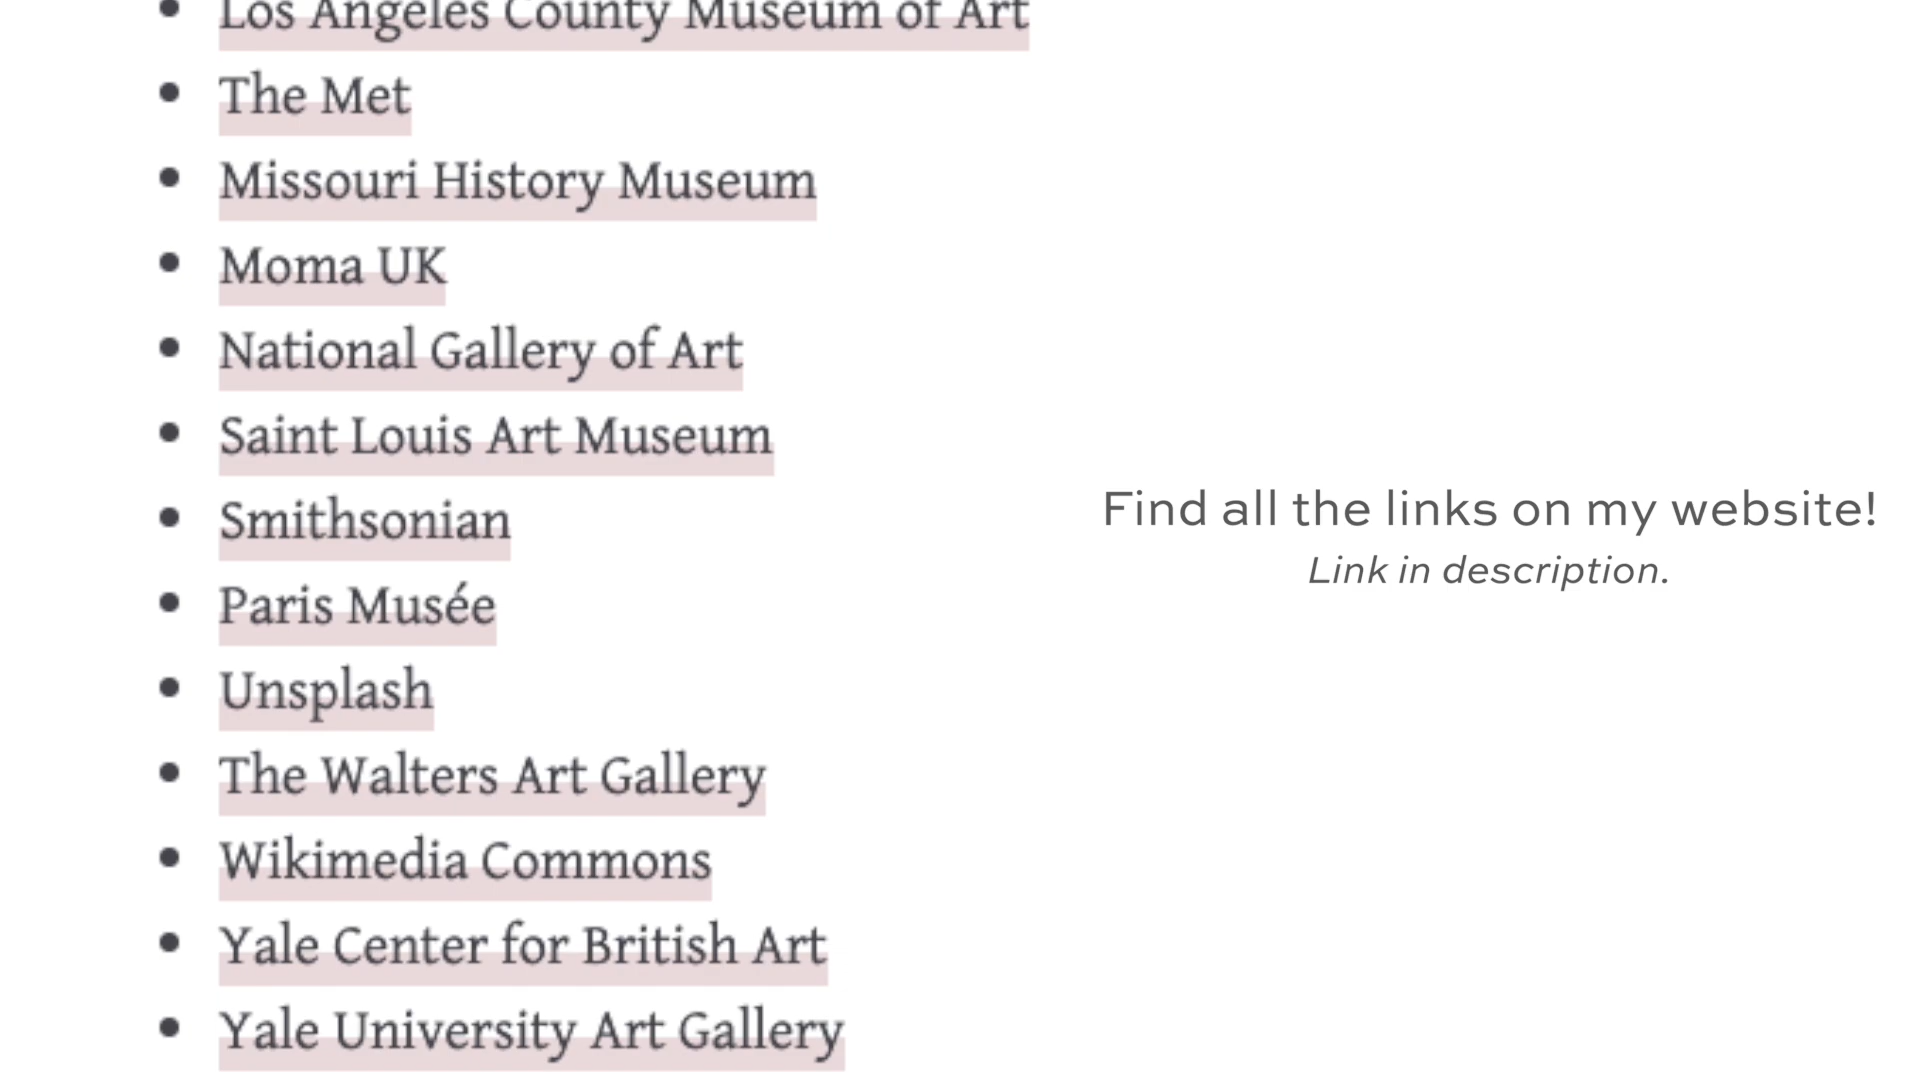 Los Angeles County Museum of Art
The Met
Missouri History Museum
Moma UK
National Gallery of Art
Saint Louis Art Museum
Smithsonian
Paris Musée
Unsplash
The Walters Art Gallery
Wikimedia Commons
Yale Center for British Art
Yale University Art Gallery
Find all the links on my website!
Link in description.